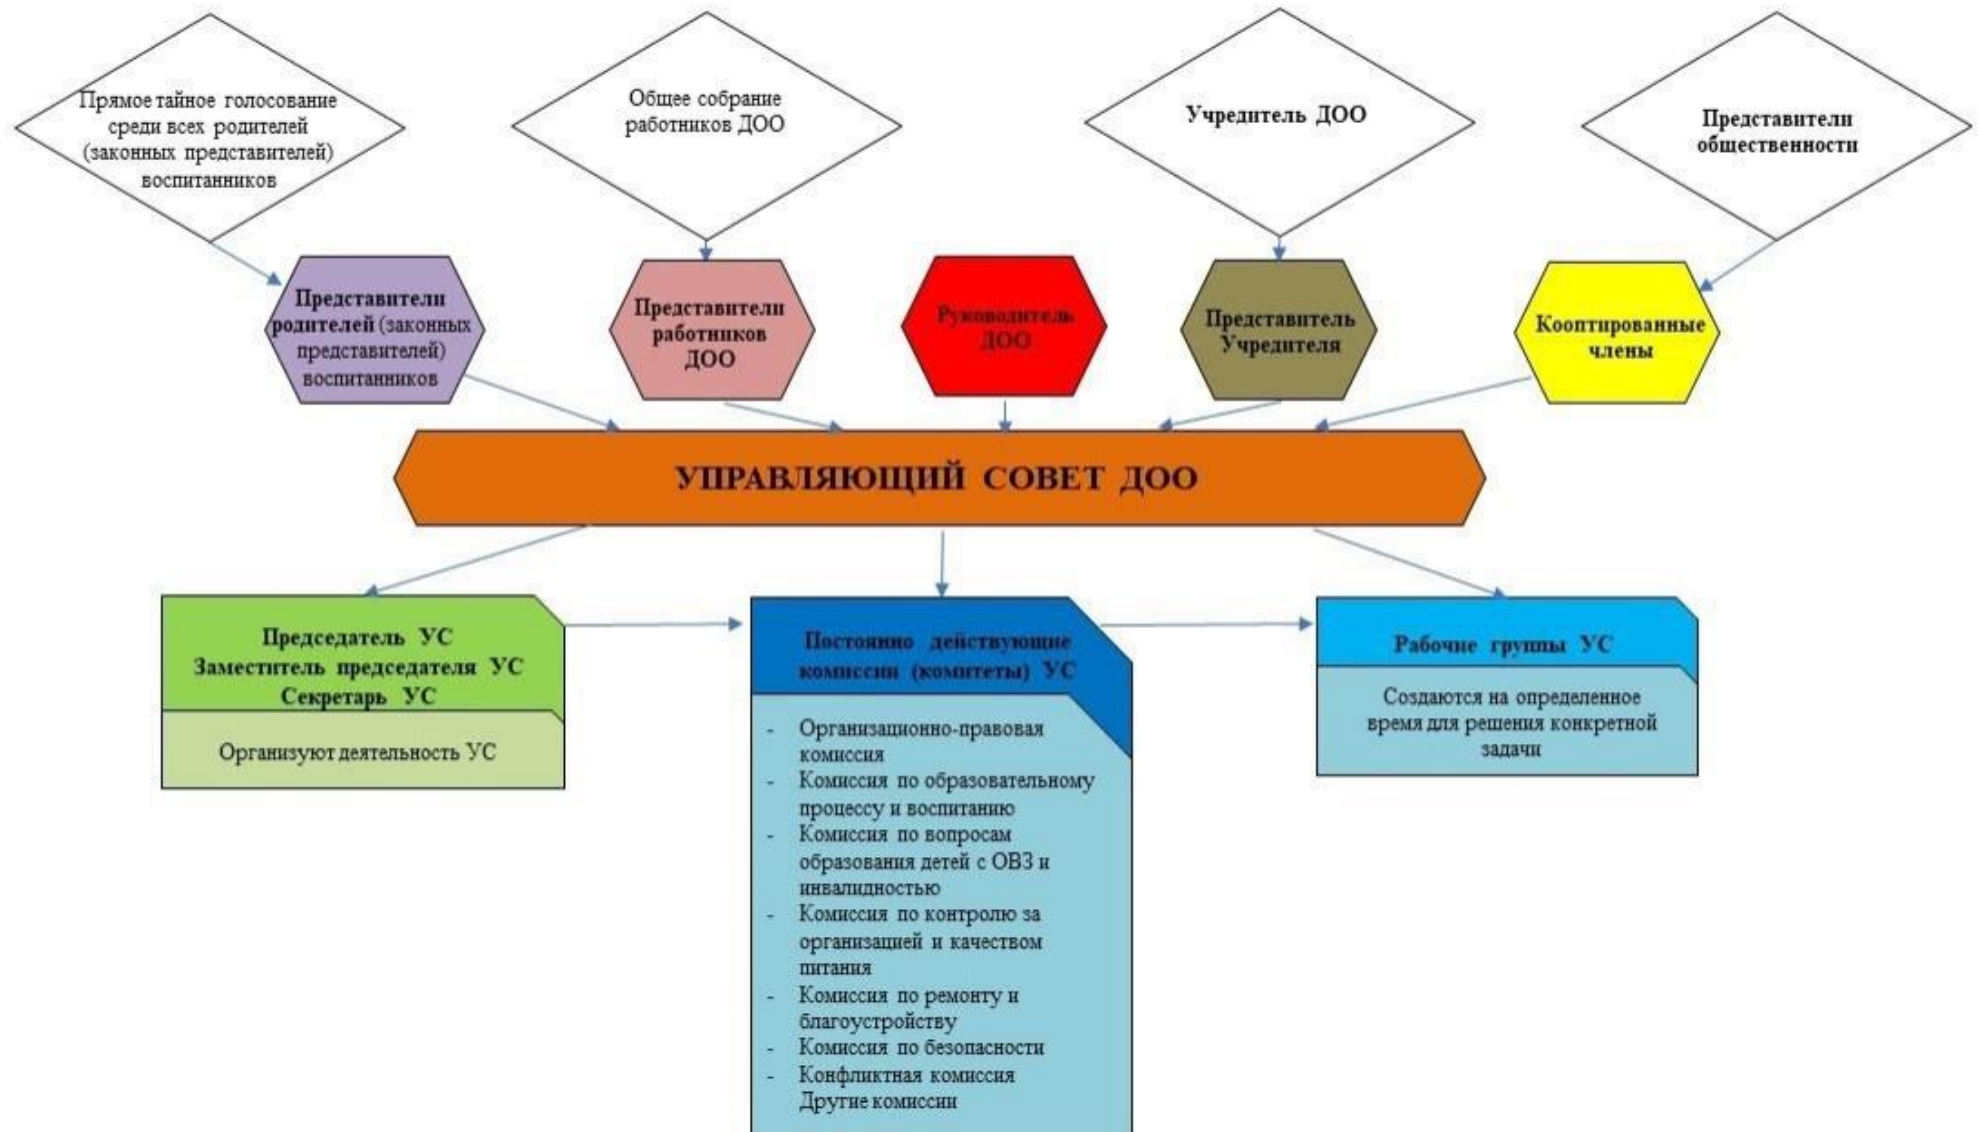 Прямое тайное голосование
среди всех родителей
(законных представителей)
воспитанников
Общее собрание
работников ДОО
Учредитель ДОО
Представители
общественности
Представители
родителей (законных
представителей)
воспитанников
Представители
работников
ДОО
Руководитель
ДОО
Представитель
Учредителя
Кооптированные
члены
УПРАВЛЯЮЩИЙ СОВЕТ ДОО
Председатель УС
Заместитель председателя УС
Секретарь УС
Организуют деятельность УС
Постоянно действующие
комиссии (комитеты) УС
- Организационно-правовая
комиссия
- Комиссия по образовательному
процессу и воспитанию
- Комиссия по вопросам
образования детей с ОВЗ и
инвалидностью
- Комиссия по контролю за
организацией и качеством
питания
- Комиссия по ремонту и
благоустройству
- Комиссия по безопасности
- Конфликтная комиссия
Другие комиссии
Рабочие группы УС
Создаются на определенное
время для решения конкретной
задачи